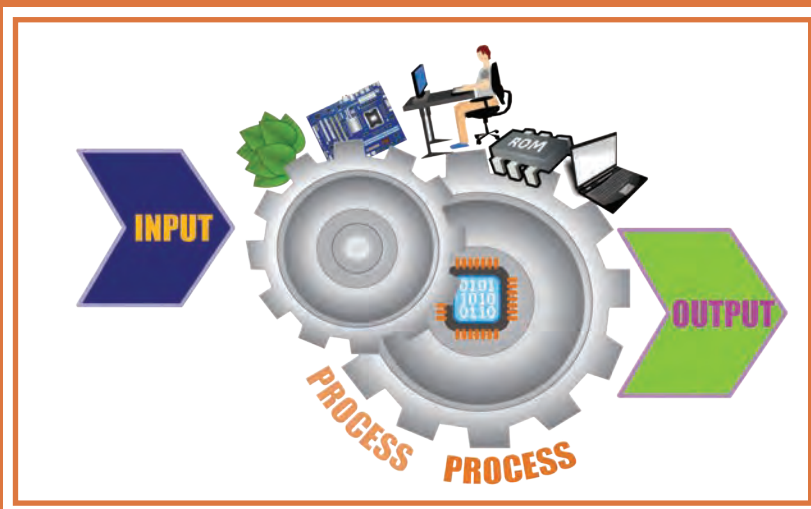 ROM
INPUT
0101
1010
0110
OUTPUT
PROCESS
PROCESS